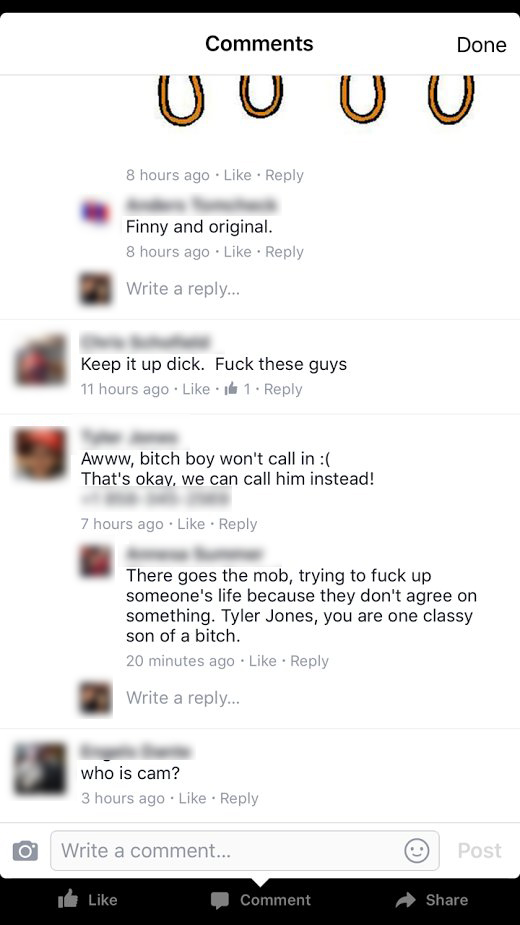 Comments
Done
8 hours ago · Like · Reply
Finny and original.
8 hours ago · Like · Reply
Write a reply...
Keep it up dick.  Fuck these guys
11 hours ago · Like · 1 · Reply
Awww, bitch boy won't call in :(
That's okay, we can call him instead!
7 hours ago · Like · Reply
There goes the mob, trying to fuck up
someone's life because they don't agree on
something. Tyler Jones, you are one classy
son of a bitch.
20 minutes ago · Like · Reply
Write a reply...
who is cam?
3 hours ago · Like · Reply
Write a comment...
Post
Like
Comment
Share